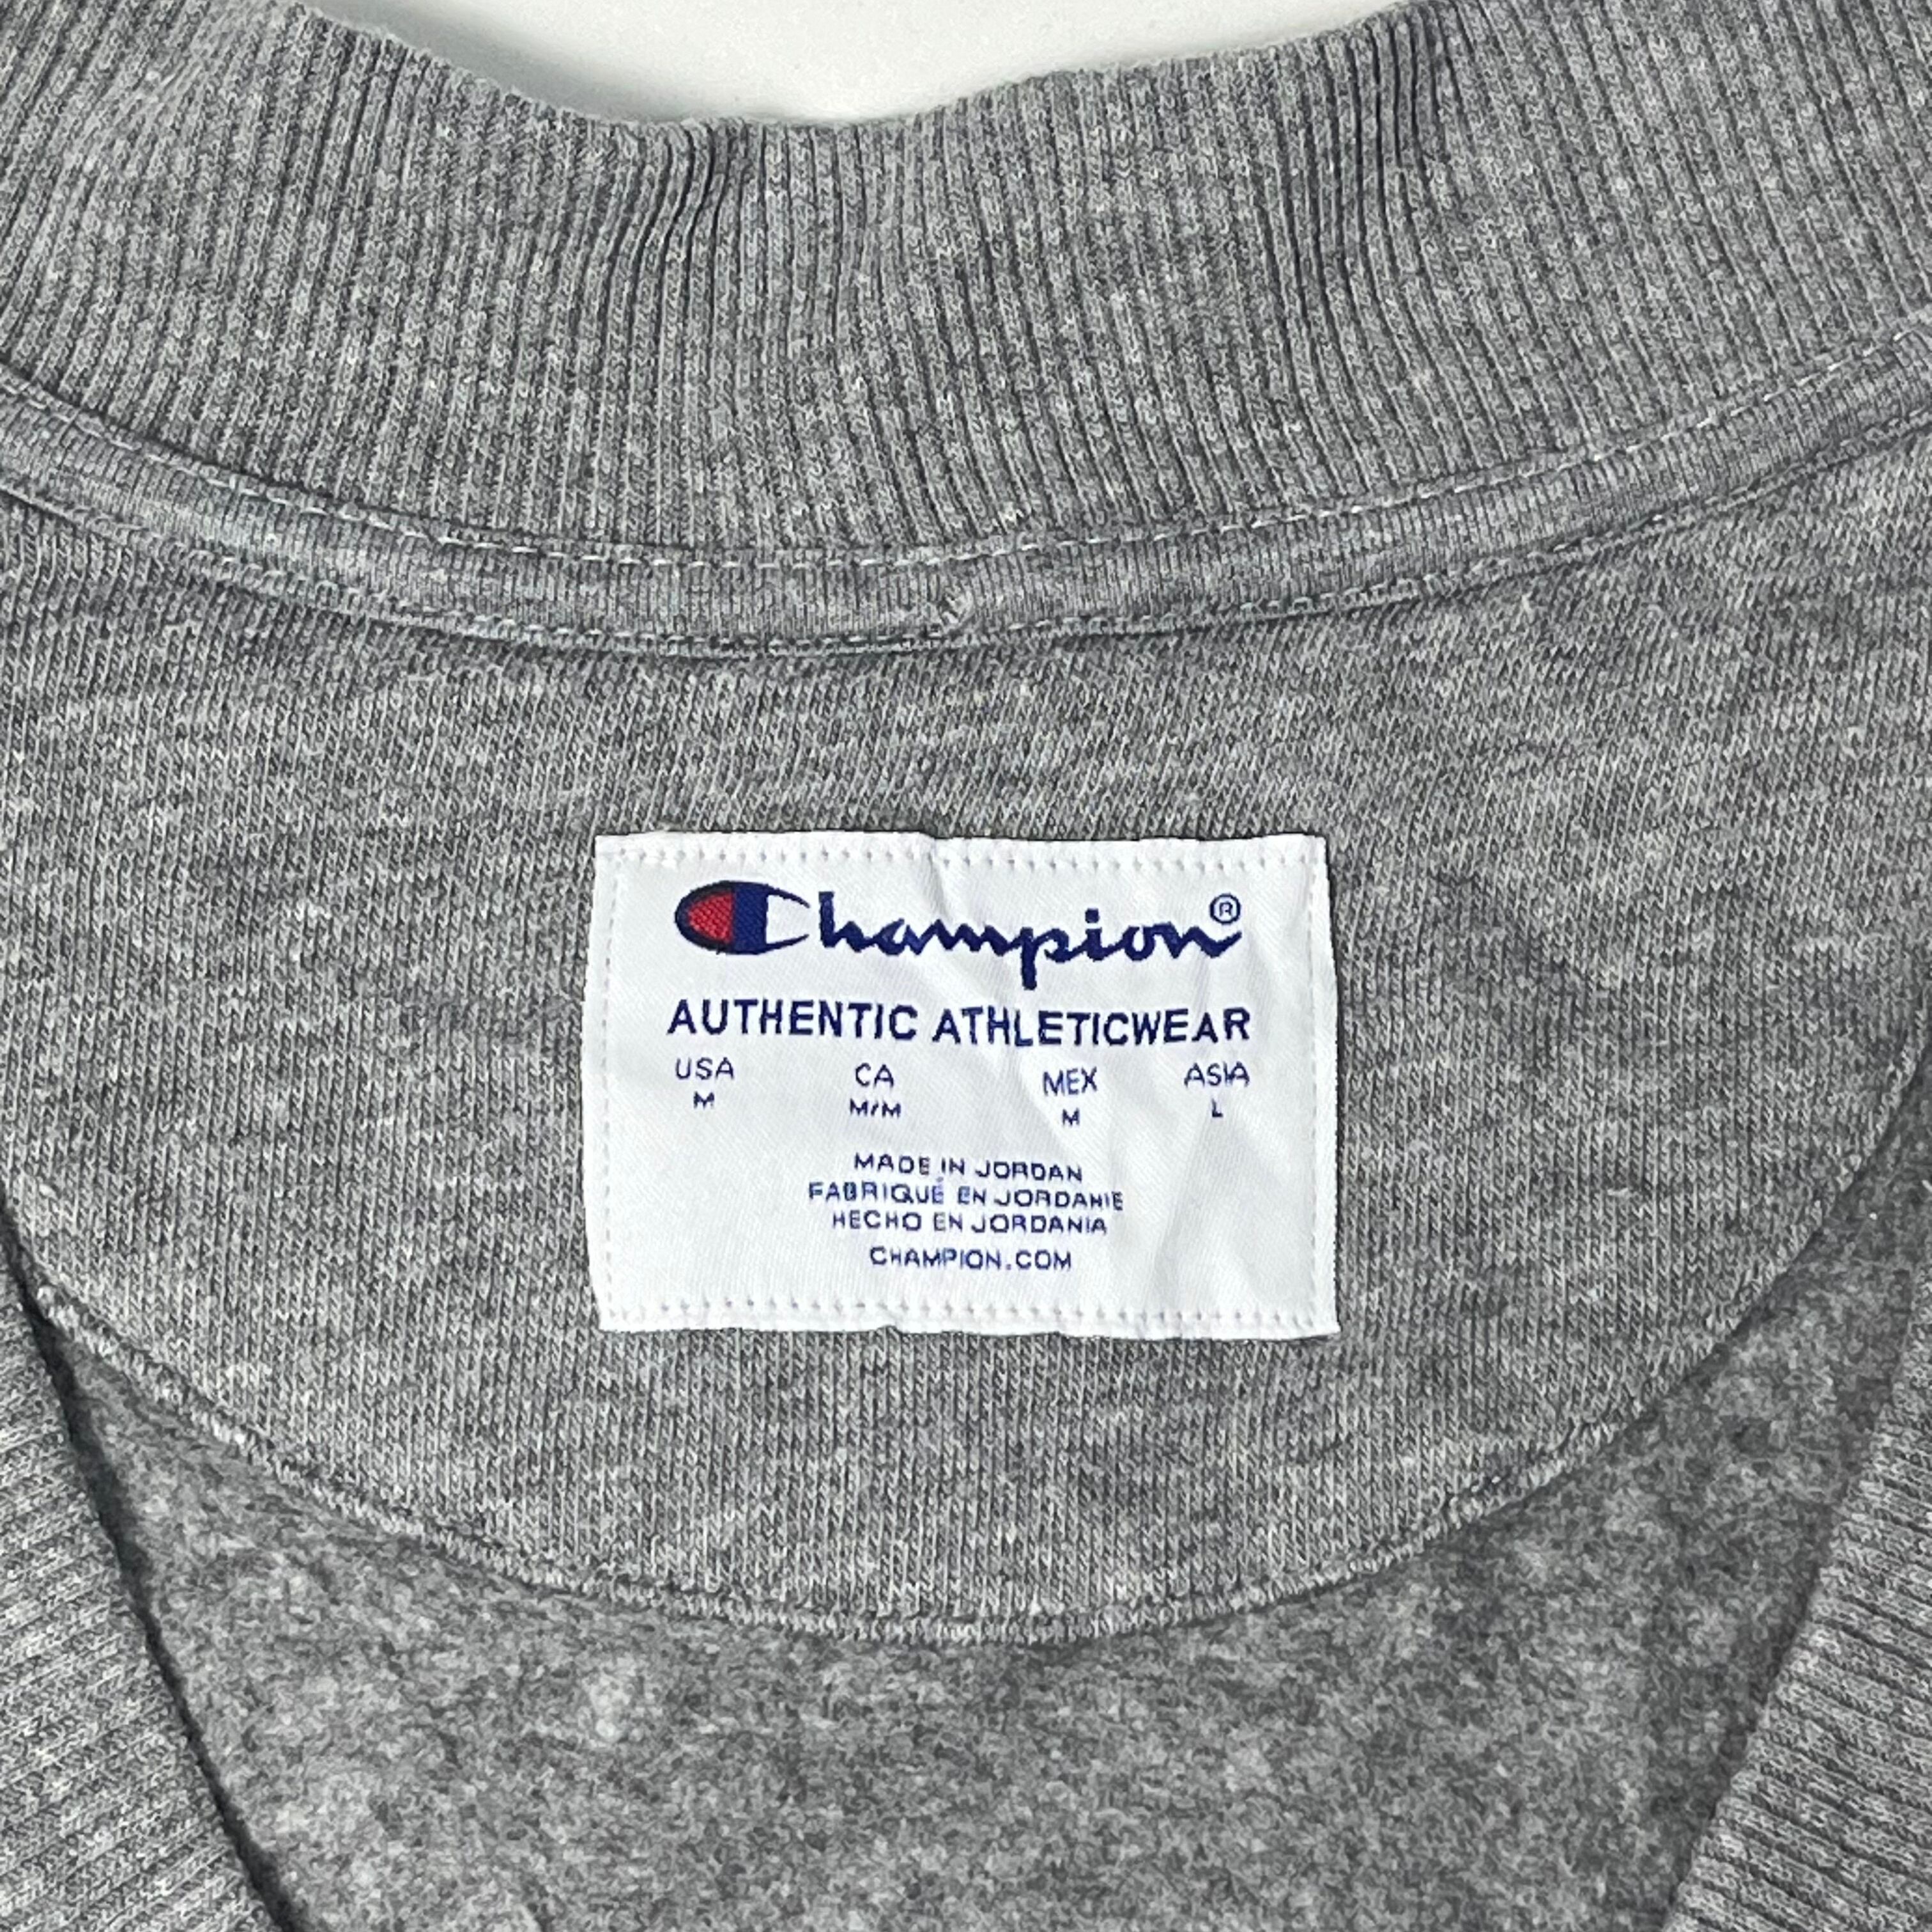 Champion®
AUTHENTIC ATHLETICWEAR
USA CA MEX ASIA
M M/M M L
MADE IN JORDAN
FABRIQUÉ EN JORDANIE
HECHO EN JORDANIA
CHAMPION.COM